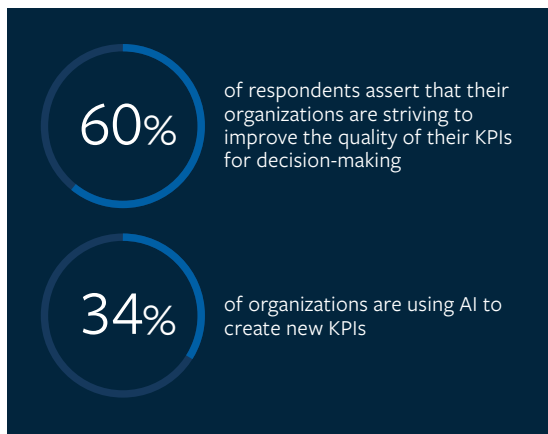 60%
of respondents assert that their
organizations are striving to
improve the quality of their KPIs
for decision-making
34%
of organizations are using AI to
create new KPIs